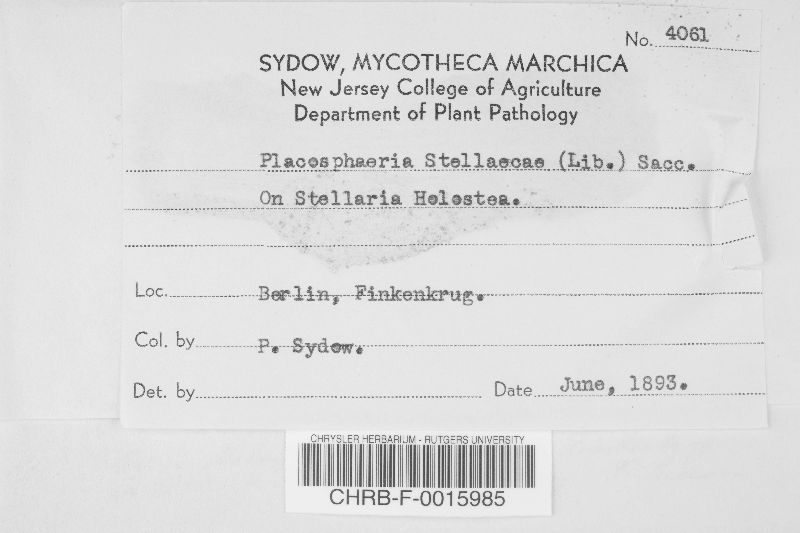 No. 4061
SYDOW, MYCOTHECA MARCHICA
New Jersey College of Agriculture
Department of Plant Pathology
Placosphaeria Stellaecae (Lib.) Sacc.
On Stellaria Holostea.
Loc. Berlin, Finkenkrug.
Col. by P. Sydow.
Det. by Date June, 1893.
CHRYSLER HERBARIUM - RUTGERS UNIVERSITY
CHRB-F-0015985